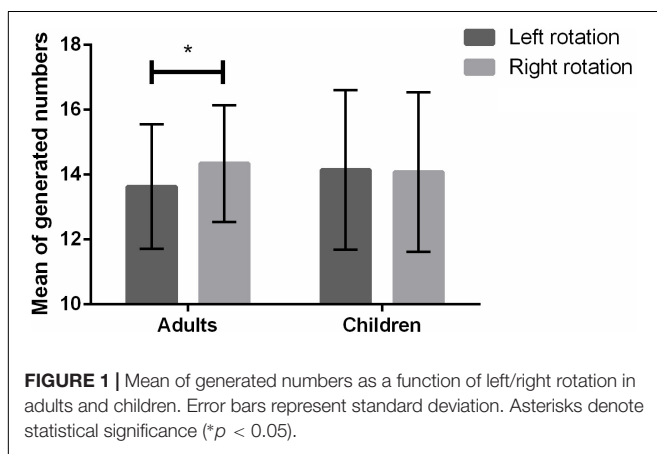 18
16
14
12
10
Mean of generated numbers
*
Left rotation
Right rotation
Adults
Children
FIGURE 1 | Mean of generated numbers as a function of left/right rotation in
adults and children. Error bars represent standard deviation. Asterisks denote
statistical significance (*p < 0.05).